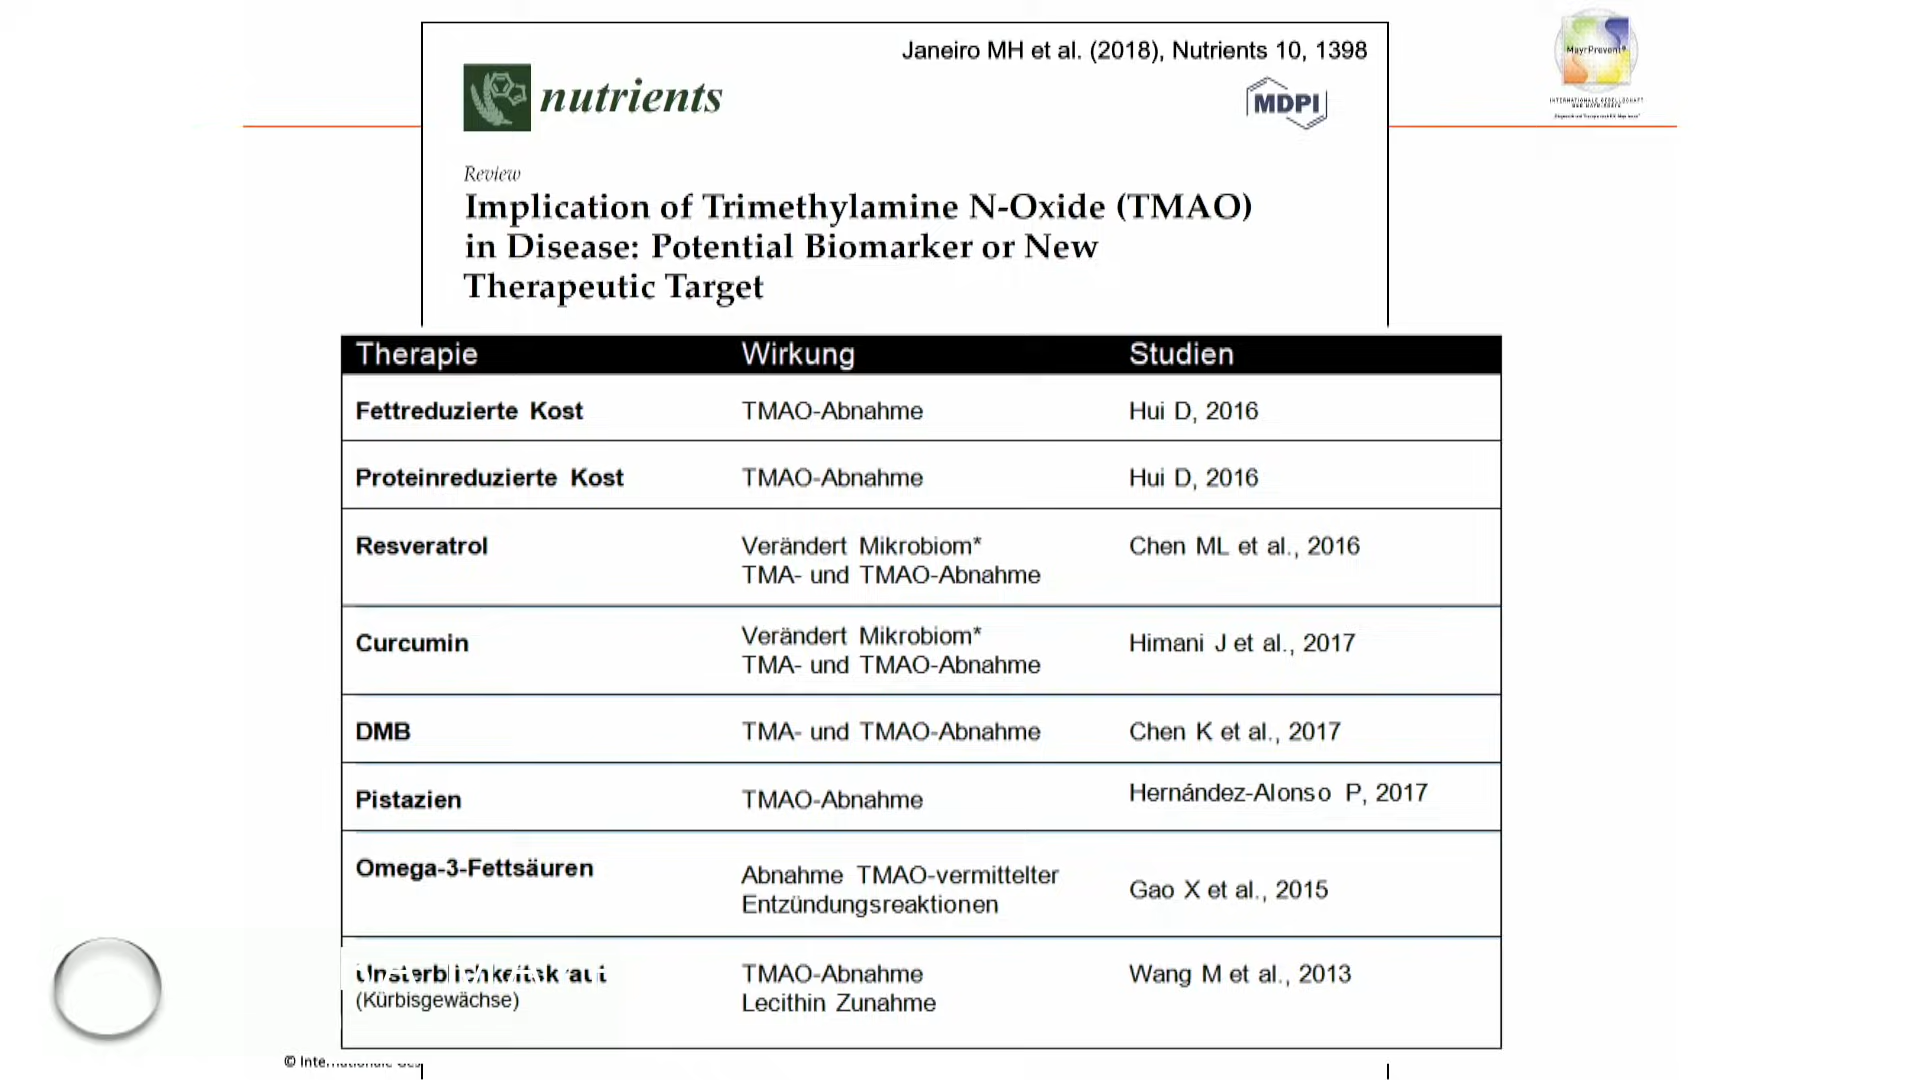 Janeiro MH et al. (2018), Nutrients 10, 1398
nutrients
MDPI
MayrPrevent®
Review
Implication of Trimethylamine N-Oxide (TMAO)
in Disease: Potential Biomarker or New
Therapeutic Target
Therapie Wirkung Studien
Fettreduzierte Kost TMAO-Abnahme Hui D, 2016
Proteinreduzierte Kost TMAO-Abnahme Hui D, 2016
Resveratrol Verändert Mikrobiom* Chen ML et al., 2016
TMA- und TMAO-Abnahme
Curcumin Verändert Mikrobiom* Himani J et al., 2017
TMA- und TMAO-Abnahme
DMB TMA- und TMAO-Abnahme Chen K et al., 2017
Pistazien TMAO-Abnahme Hernández-Alonso P, 2017
Omega-3-Fettsäuren Abnahme TMAO-vermittelter Gao X et al., 2015
Entzündungsreaktionen
Unsterblichkeitskraut TMAO-Abnahme Wang M et al., 2013
(Kürbisgewächse) Lecithin Zunahme
©